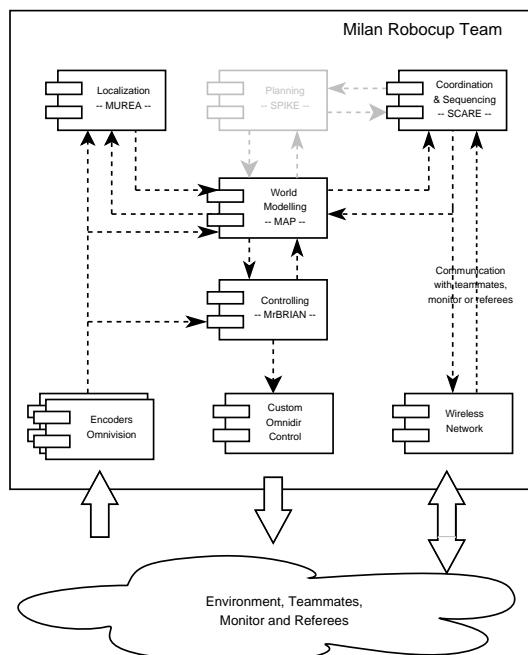 Milan Robocup Team
Localization
-- MUREA --
Planning
-- SPIKE --
Coordination
& Sequencing
-- SCARE --
World
Modelling
-- MAP --
Communication
with teammates,
monitor or referees
Controlling
-- MrBRIAN --
Encoders
Omnivision
Custom
Omnidir
Control
Wireless
Network
Environment, Teammates,
Monitor and Referees